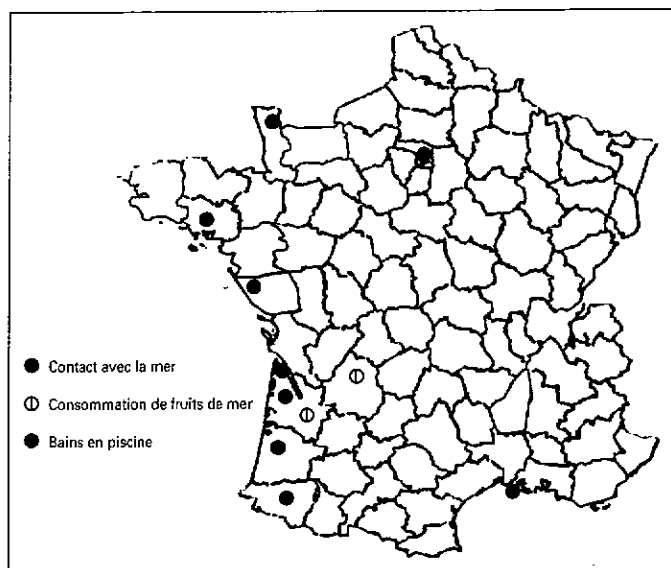 Contact avec la mer
Consommation de fruits de mer
Bains en piscine